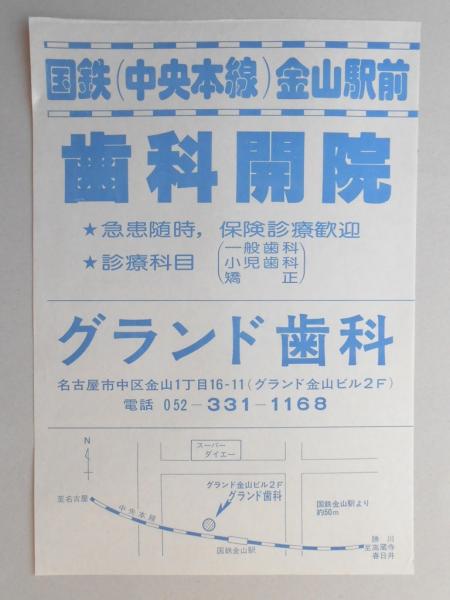 国鉄(中央本線)金山駅前
歯科開院
★急患随時,保険診療歓迎
★診療科目(一般歯科
小児歯科
矯正)
グランド歯科
名古屋市中区金山1丁目16-11(グランド金山ビル2F)
電話 052-331-1168
N
スーパー
ダイエー
グランド金山ビル2F
グランド歯科
至名古屋
中央本線
国鉄金山駅より
約50m
国鉄金山駅
勝川
至高蔵寺
春日井